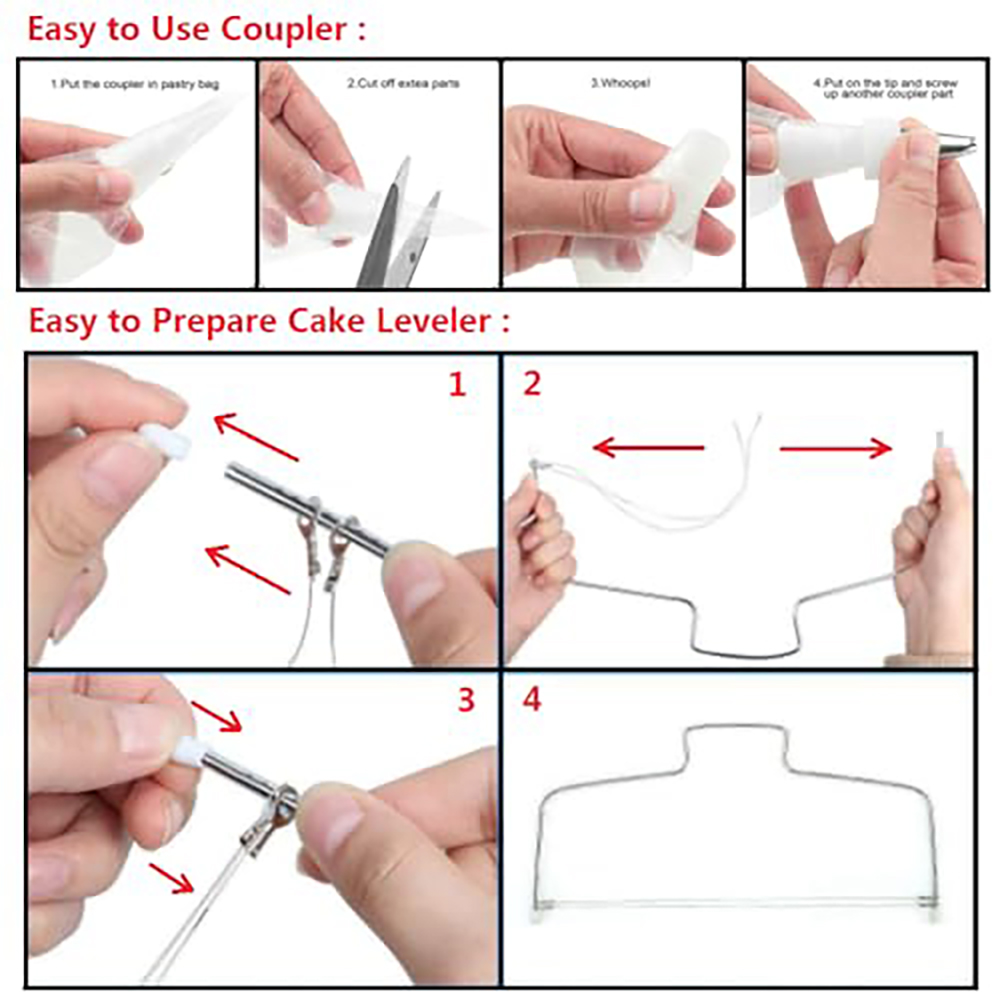 Easy to Use Coupler :
1.Put the coupler in pastry bag
2.Cut off extea parts
3.Whoops!
4.Put on the tip and screw
up another coupler part
Easy to Prepare Cake Leveler :
1
2
3
4